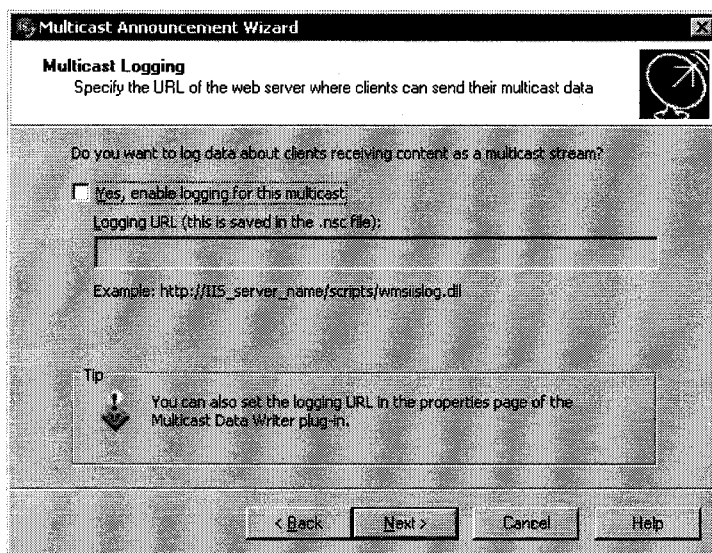 Multicast Announcement Wizard
Multicast Logging
Specify the URL of the web server where clients can send their multicast data
Do you want to log data about clients receiving content as a multicast stream?
Yes, enable logging for this multicast
Logging URL (this is saved in the .nsc file):
Example: http://IIS_server_name/scripts/wmsiislog.dll
Tip
You can also set the logging URL in the properties page of the
Multicast Data Writer plug-in.
< Back Next > Cancel Help